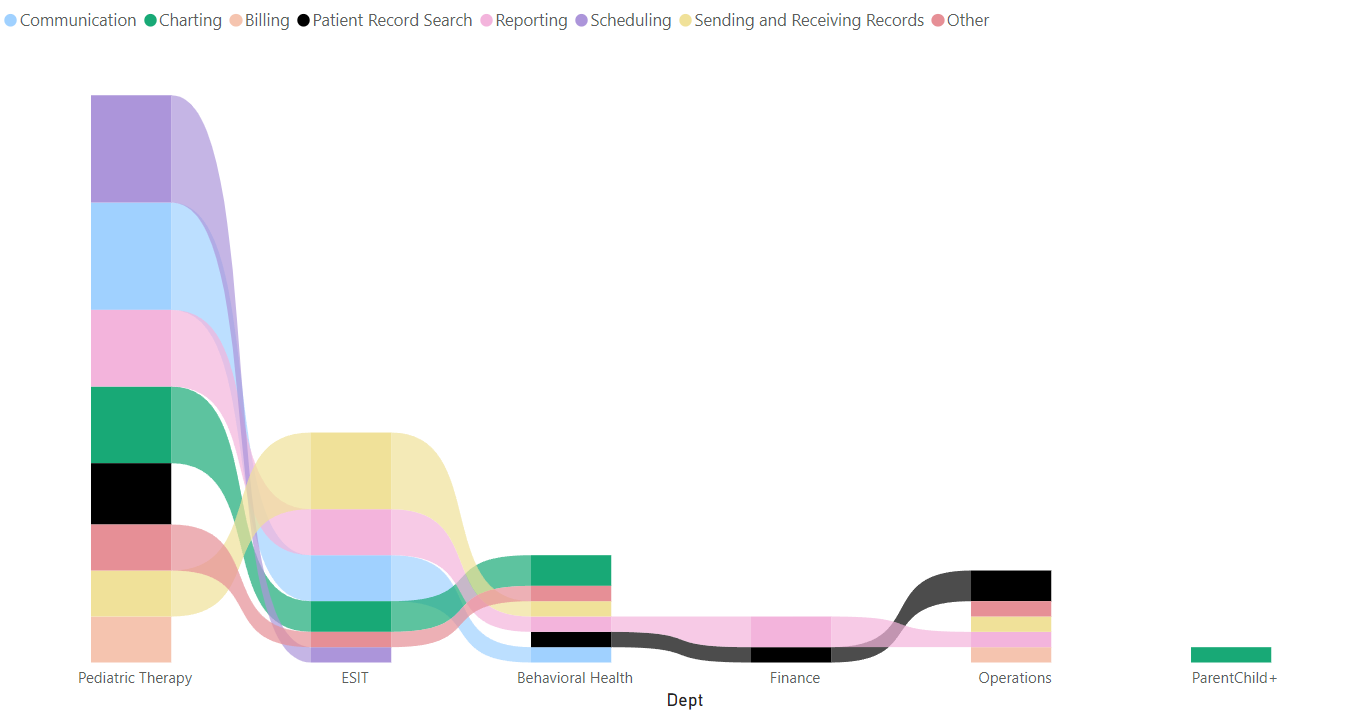 Communication Charting Billing Patient Record Search Reporting Scheduling Sending and Receiving Records Other
Pediatric Therapy ESIT Behavioral Health Finance Operations ParentChild+
Dept